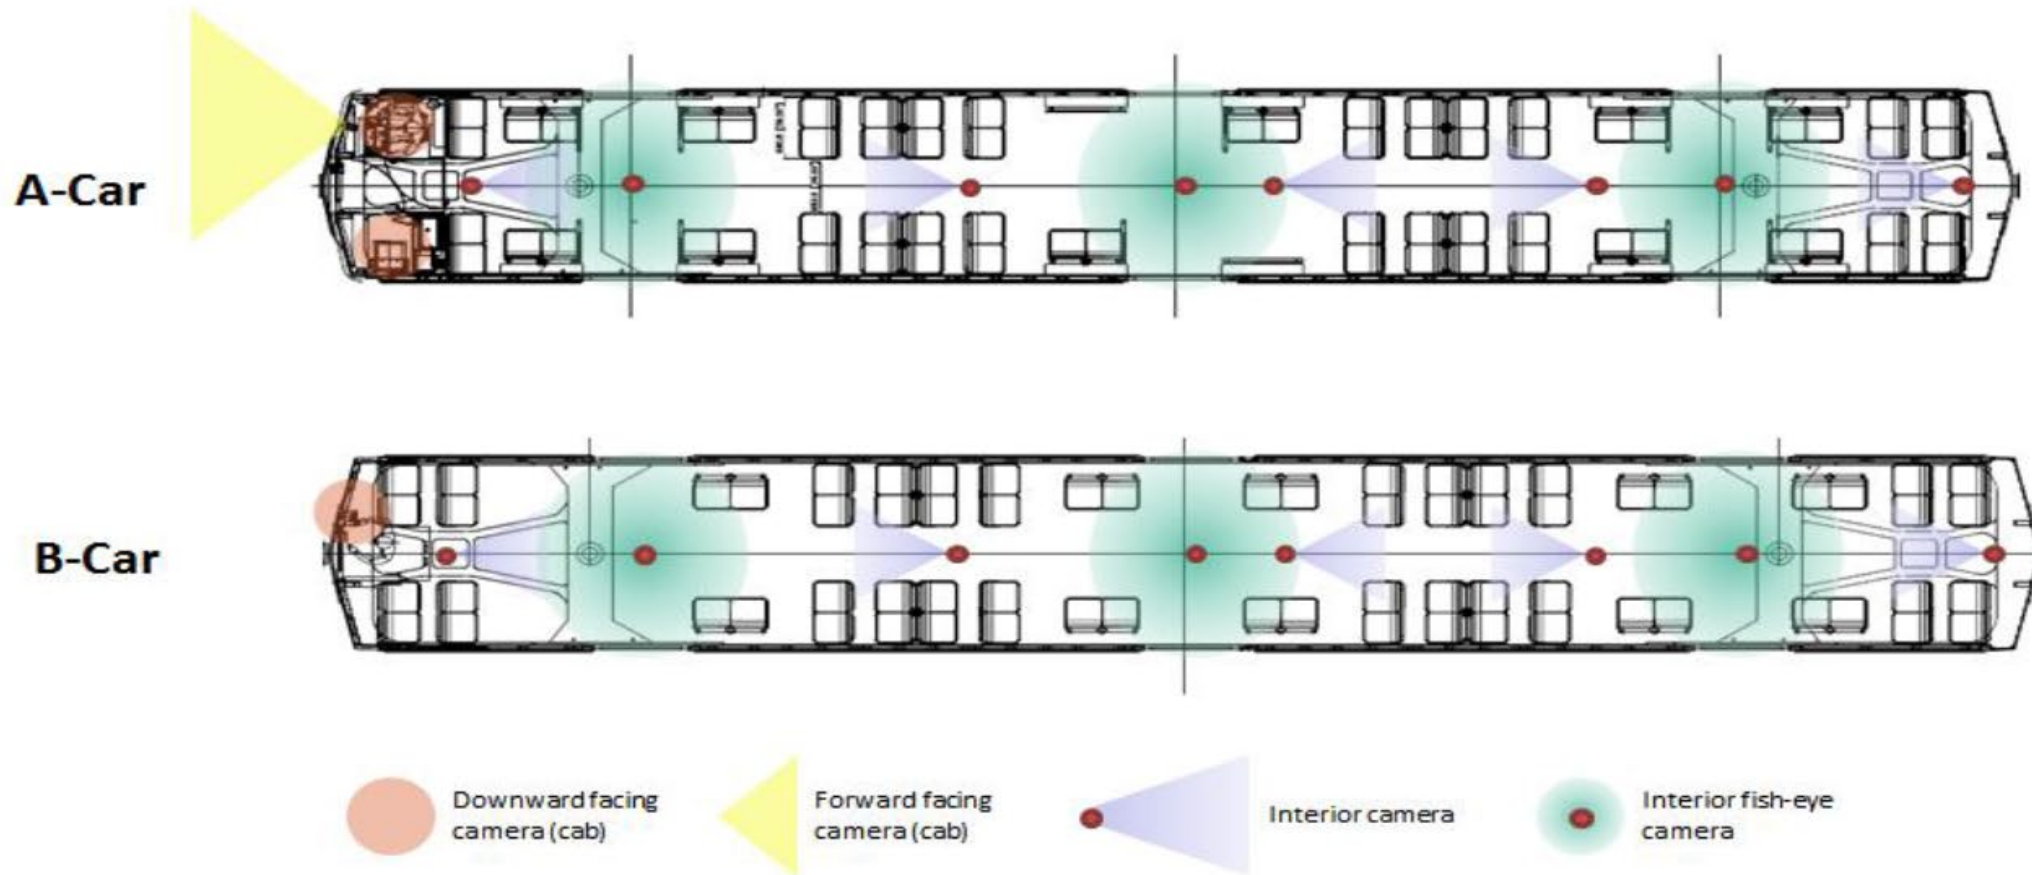 A-Car
B-Car
Downward facing
camera (cab)
Forward facing
camera (cab)
Interior camera
Interior fish-eye
camera